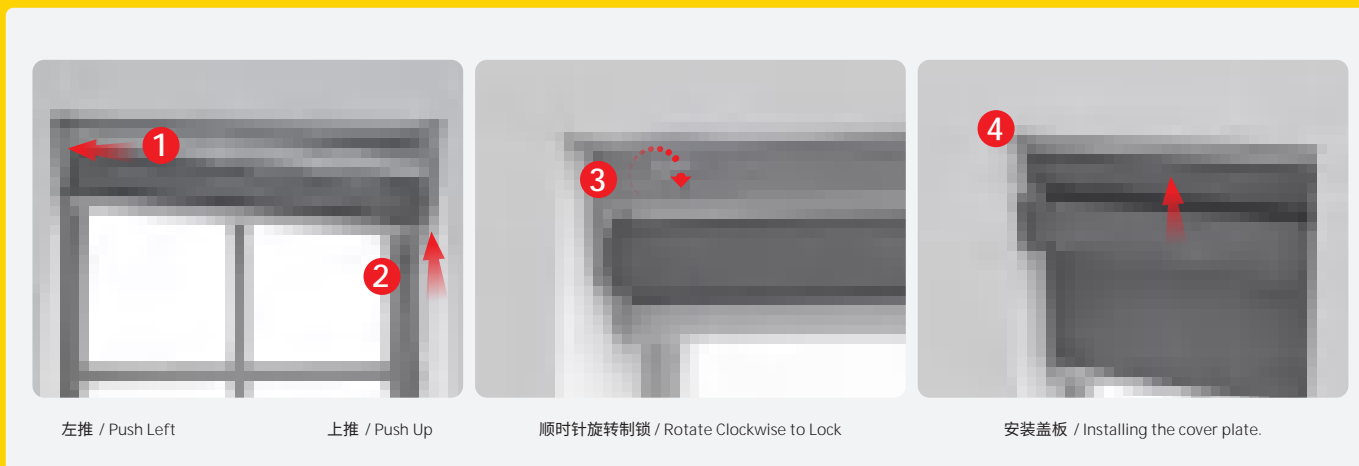 1
2
3
4
左推 / Push Left
上推 / Push Up
顺时针旋转制锁 / Rotate Clockwise to Lock
安装盖板 / Installing the cover plate.